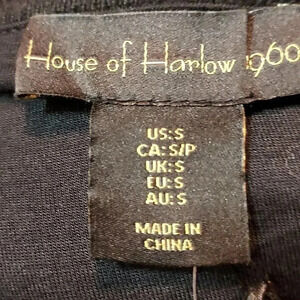 House of Harlow 1960
US: S
CA: S/P
UK: S
EU: S
AU: S
MADE IN
CHINA